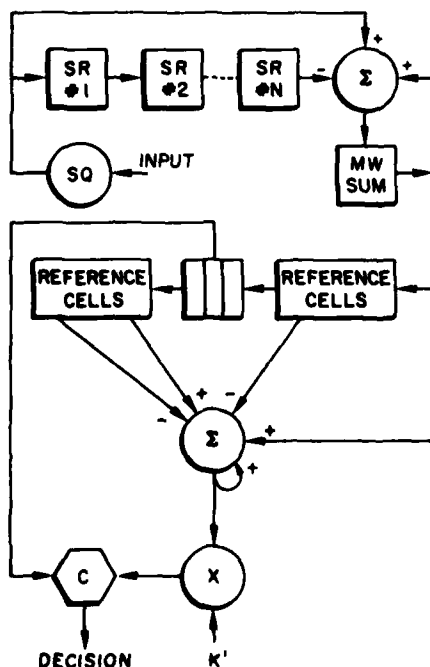 +
SR #1
SR #2
SR #N
-
Σ
+
SQ
INPUT
MW SUM
REFERENCE CELLS
REFERENCE CELLS
-
+
-
Σ
+
+
C
X
DECISION
K'